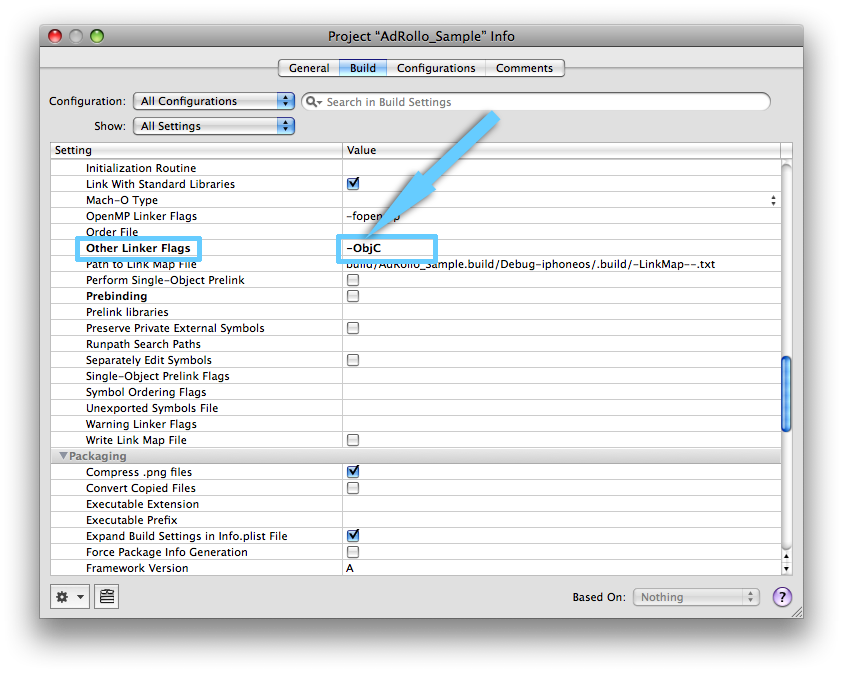 Project “AdRollo_Sample” Info
General Build Configurations Comments
Configuration: All Configurations Search in Build Settings
Show: All Settings
Setting Value
Initialization Routine
Link With Standard Libraries
Mach-O Type
OpenMP Linker Flags -fopenmp
Order File
Other Linker Flags -ObjC
Path to Link Map File build/AdRollo_Sample.build/Debug-iphoneos/.build/-LinkMap--.txt
Perform Single-Object Prelink
Prebinding
Prelink libraries
Preserve Private External Symbols
Runpath Search Paths
Separately Edit Symbols
Single-Object Prelink Flags
Symbol Ordering Flags
Unexported Symbols File
Warning Linker Flags
Write Link Map File
Packaging
Compress .png files
Convert Copied Files
Executable Extension
Executable Prefix
Expand Build Settings in Info.plist File
Force Package Info Generation
Framework Version A
Based On: Nothing ?